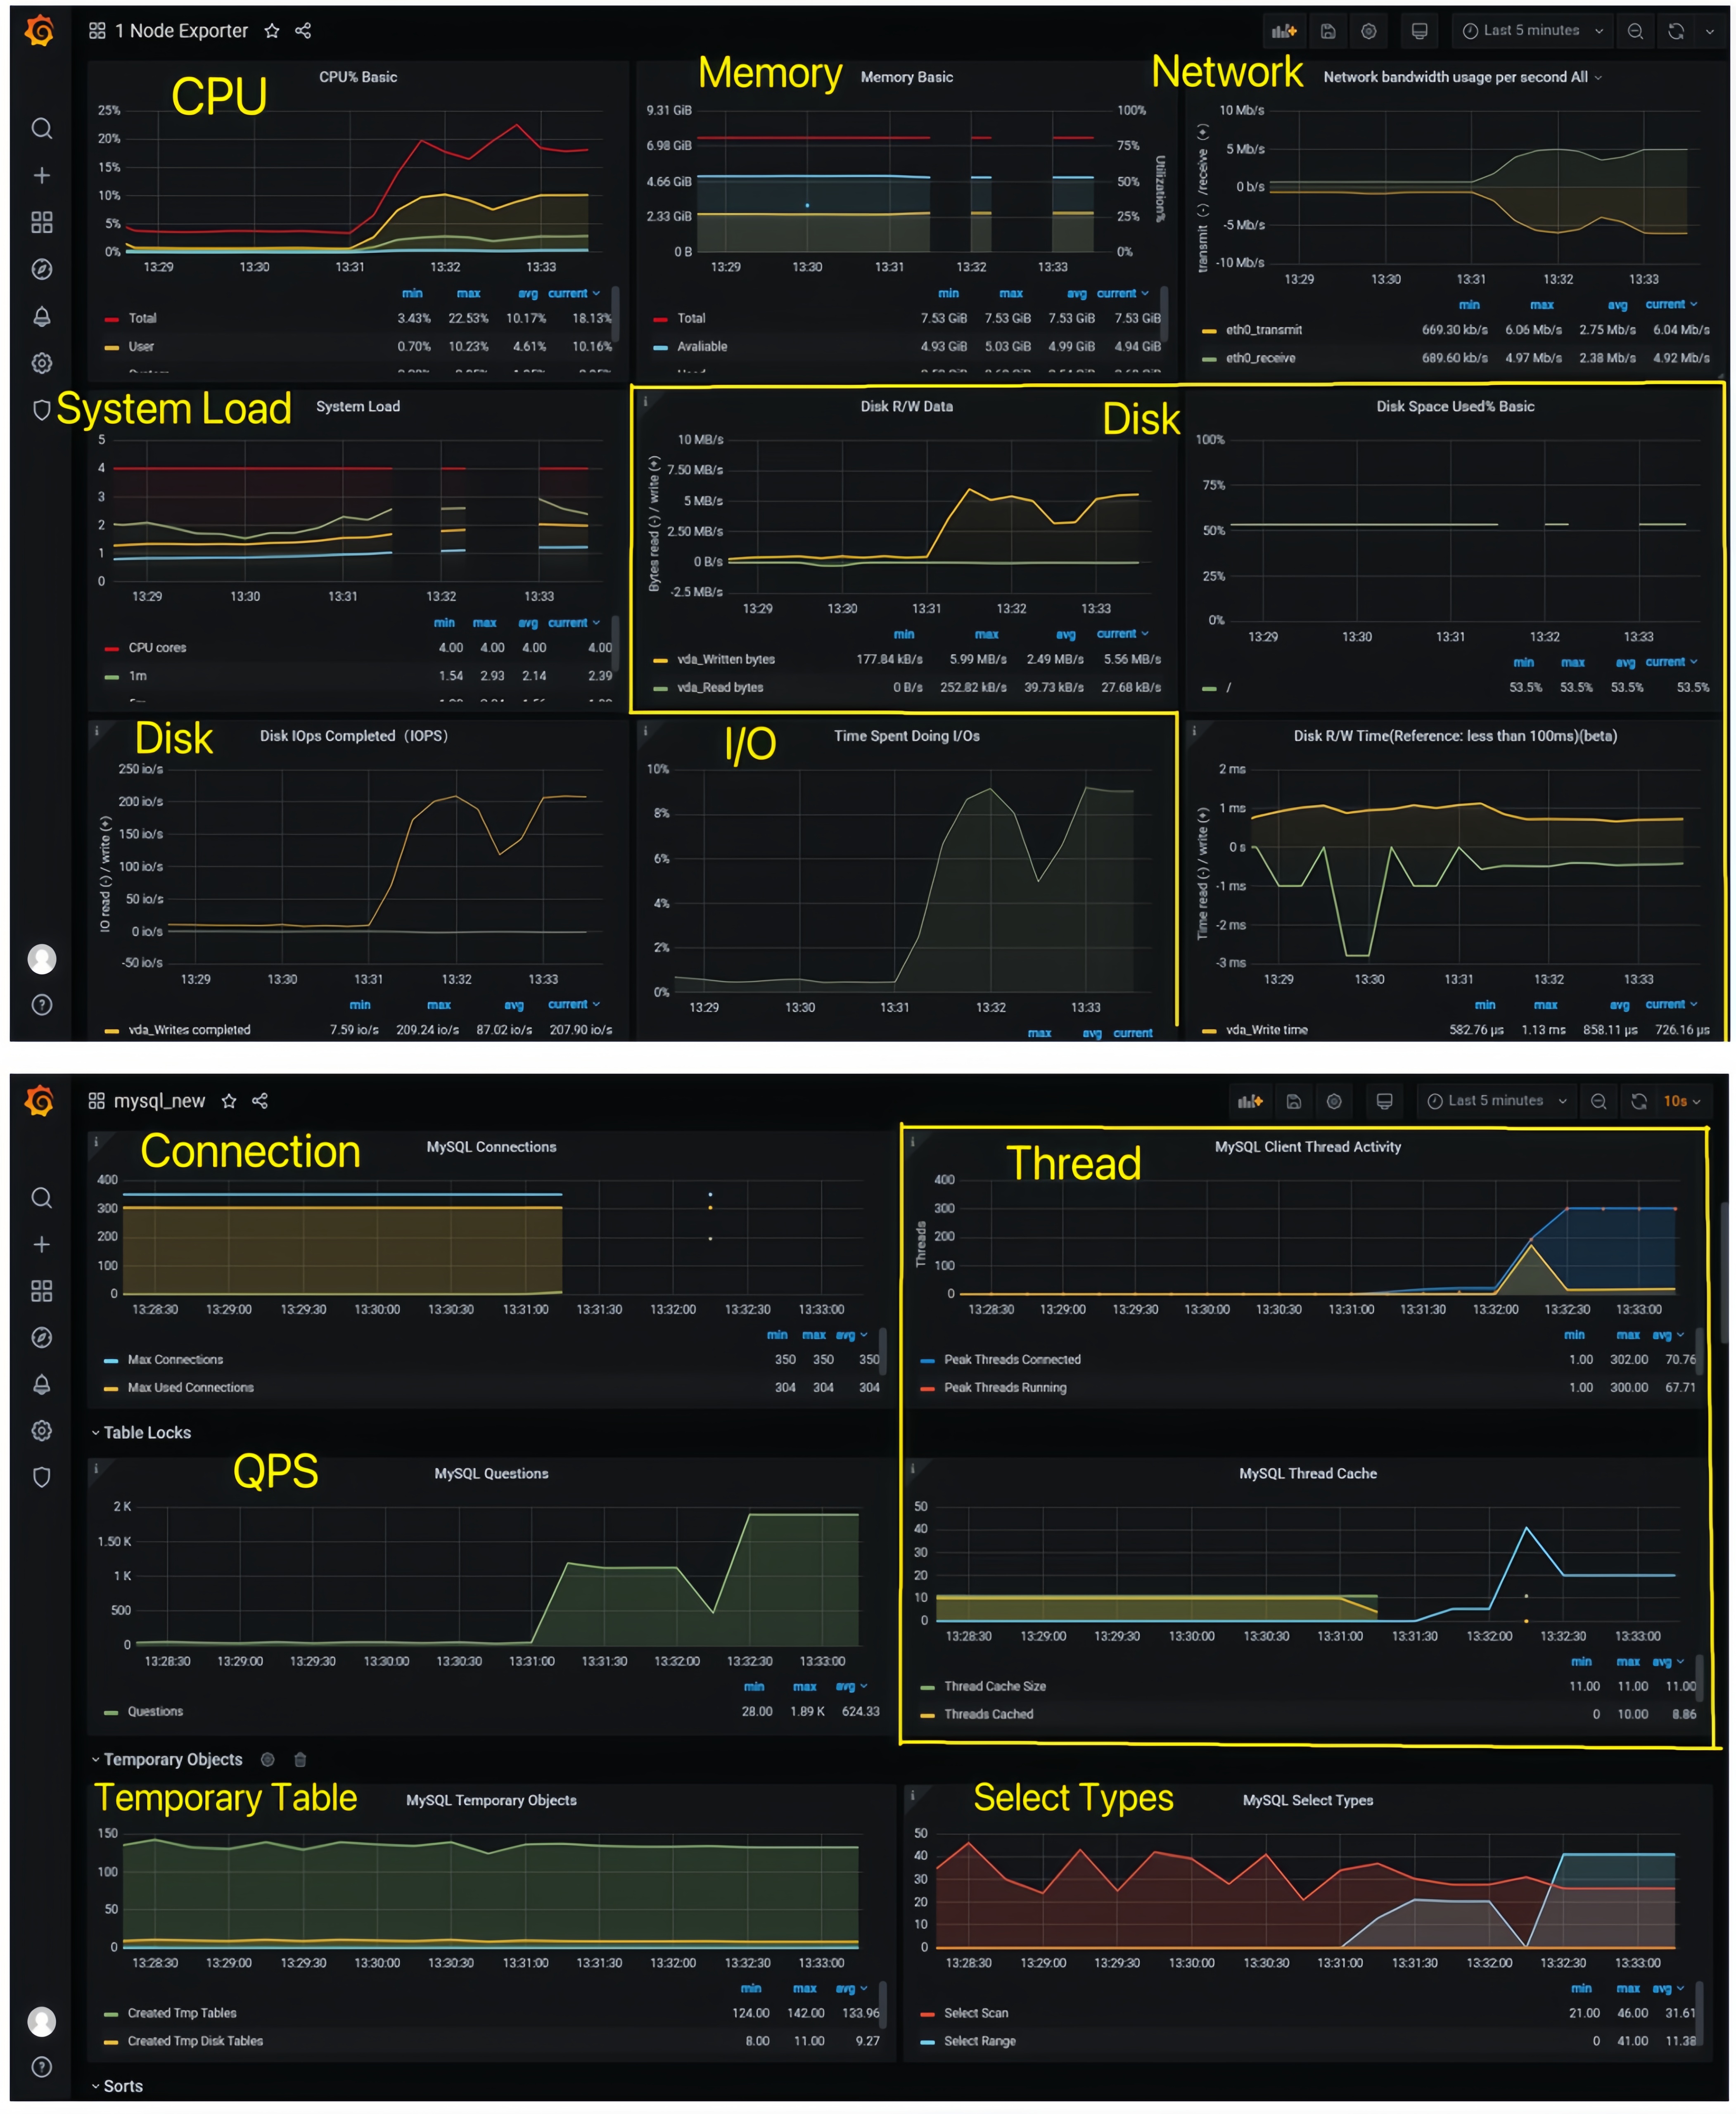 1 Node Exporter
Last 5 minutes
CPU
CPU% Basic
25%
20%
15%
10%
5%
0%
13:29 13:30 13:31 13:32 13:33
min max avg current
Total 3.43% 22.53% 10.17% 18.13%
User 0.70% 10.23% 4.61% 10.16%
Memory
Memory Basic
9.31 GiB 100%
6.98 GiB 75%
4.66 GiB 50%
2.33 GiB 25%
0 B 0%
Utilization%
13:29 13:30 13:31 13:32 13:33
min max avg current
Total 7.53 GiB 7.53 GiB 7.53 GiB 7.53 GiB
Avaliable 4.93 GiB 5.03 GiB 4.99 GiB 4.94 GiB
Network
Network bandwidth usage per second All
transmit (-) /receive (+)
10 Mb/s
5 Mb/s
0 b/s
-5 Mb/s
-10 Mb/s
13:29 13:30 13:31 13:32 13:33
min max avg current
eth0_transmit 669.30 kb/s 6.06 Mb/s 2.75 Mb/s 6.04 Mb/s
eth0_receive 689.60 kb/s 4.97 Mb/s 2.38 Mb/s 4.92 Mb/s
System Load
System Load
5
4
3
2
1
0
13:29 13:30 13:31 13:32 13:33
min max avg current
CPU cores 4.00 4.00 4.00 4.00
1m 1.54 2.93 2.14 2.39
Disk
Disk R/W Data
Bytes read (-) / write (+)
10 MB/s
7.50 MB/s
5 MB/s
2.50 MB/s
0 B/s
-2.5 MB/s
13:29 13:30 13:31 13:32 13:33
min max avg current
vda_Written bytes 177.84 kB/s 5.99 MB/s 2.49 MB/s 5.56 MB/s
vda_Read bytes 0 B/s 252.82 kB/s 39.73 kB/s 27.68 kB/s
Disk Space Used% Basic
100%
75%
50%
25%
0%
13:29 13:30 13:31 13:32 13:33
min max avg current
/ 53.5% 53.5% 53.5% 53.5%
Disk
Disk IOps Completed（IOPS）
IO read (-) / write (+)
250 io/s
200 io/s
150 io/s
100 io/s
50 io/s
0 io/s
-50 io/s
13:29 13:30 13:31 13:32 13:33
min max avg current
vda_Writes completed 7.59 io/s 209.24 io/s 87.02 io/s 207.90 io/s
I/O
Time Spent Doing I/Os
10%
8%
6%
4%
2%
0%
13:29 13:30 13:31 13:32 13:33
max avg current
Disk R/W Time(Reference: less than 100ms)(beta)
Time read (-) / write (+)
2 ms
1 ms
0 s
-1 ms
-2 ms
-3 ms
13:29 13:30 13:31 13:32 13:33
min max avg current
vda_Write time 582.76 µs 1.13 ms 858.11 µs 726.16 µs
mysql_new
Last 5 minutes
10s
Connection
MySQL Connections
400
300
200
100
0
13:28:30 13:29:00 13:29:30 13:30:00 13:30:30 13:31:00 13:31:30 13:32:00 13:32:30 13:33:00
min max avg
Max Connections 350 350 350
Max Used Connections 304 304 304
Thread
MySQL Client Thread Activity
Threads
400
300
200
100
0
13:28:30 13:29:00 13:29:30 13:30:00 13:30:30 13:31:00 13:31:30 13:32:00 13:32:30 13:33:00
min max avg
Peak Threads Connected 1.00 302.00 70.76
Peak Threads Running 1.00 300.00 67.71
Table Locks
QPS
MySQL Questions
2 K
1.50 K
1 K
500
0
13:28:30 13:29:00 13:29:30 13:30:00 13:30:30 13:31:00 13:31:30 13:32:00 13:32:30 13:33:00
min max avg
Questions 28.00 1.89 K 624.33
MySQL Thread Cache
50
40
30
20
10
0
13:28:30 13:29:00 13:29:30 13:30:00 13:30:30 13:31:00 13:31:30 13:32:00 13:32:30 13:33:00
min max avg
Thread Cache Size 11.00 11.00 11.00
Threads Cached 0 10.00 8.86
Temporary Objects
Temporary Table
MySQL Temporary Objects
150
100
50
0
13:28:30 13:29:00 13:29:30 13:30:00 13:30:30 13:31:00 13:31:30 13:32:00 13:32:30 13:33:00
min max avg
Created Tmp Tables 124.00 142.00 133.96
Created Tmp Disk Tables 8.00 11.00 9.27
Select Types
MySQL Select Types
50
40
30
20
10
0
13:28:30 13:29:00 13:29:30 13:30:00 13:30:30 13:31:00 13:31:30 13:32:00 13:32:30 13:33:00
min max avg
Select Scan 21.00 46.00 31.61
Select Range 0 41.00 11.38
Sorts